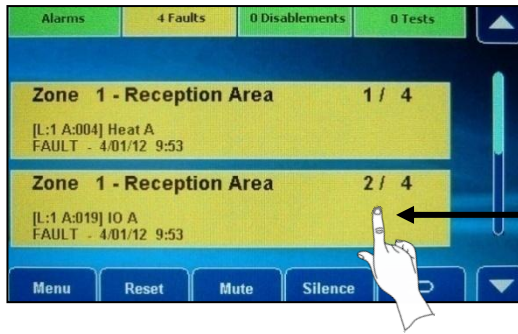 Alarms 4 Faults 0 Disablements 0 Tests
Zone 1 - Reception Area 1 / 4
[L:1 A:004] Heat A
FAULT - 4/01/12 9:53
Zone 1 - Reception Area 2 / 4
[L:1 A:019] IO A
FAULT - 4/01/12 9:53
Menu Reset Mute Silence